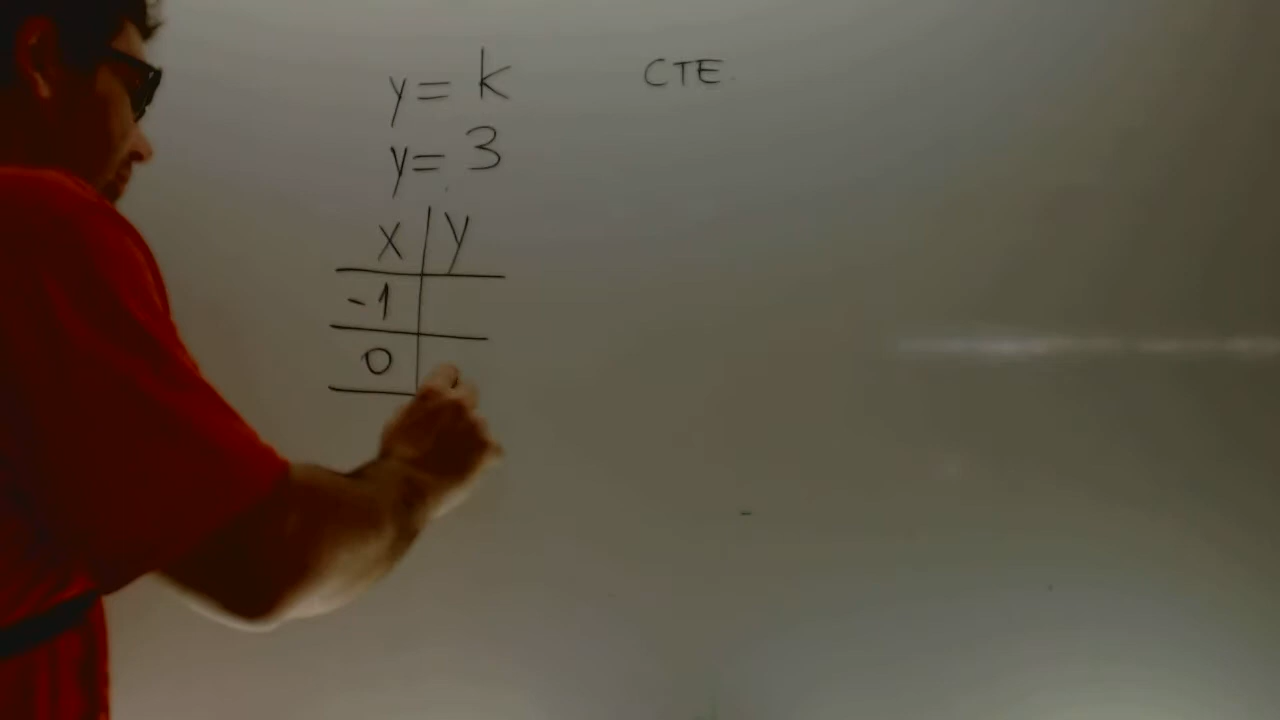 y = k CTE
y = 3
x y
-1
0